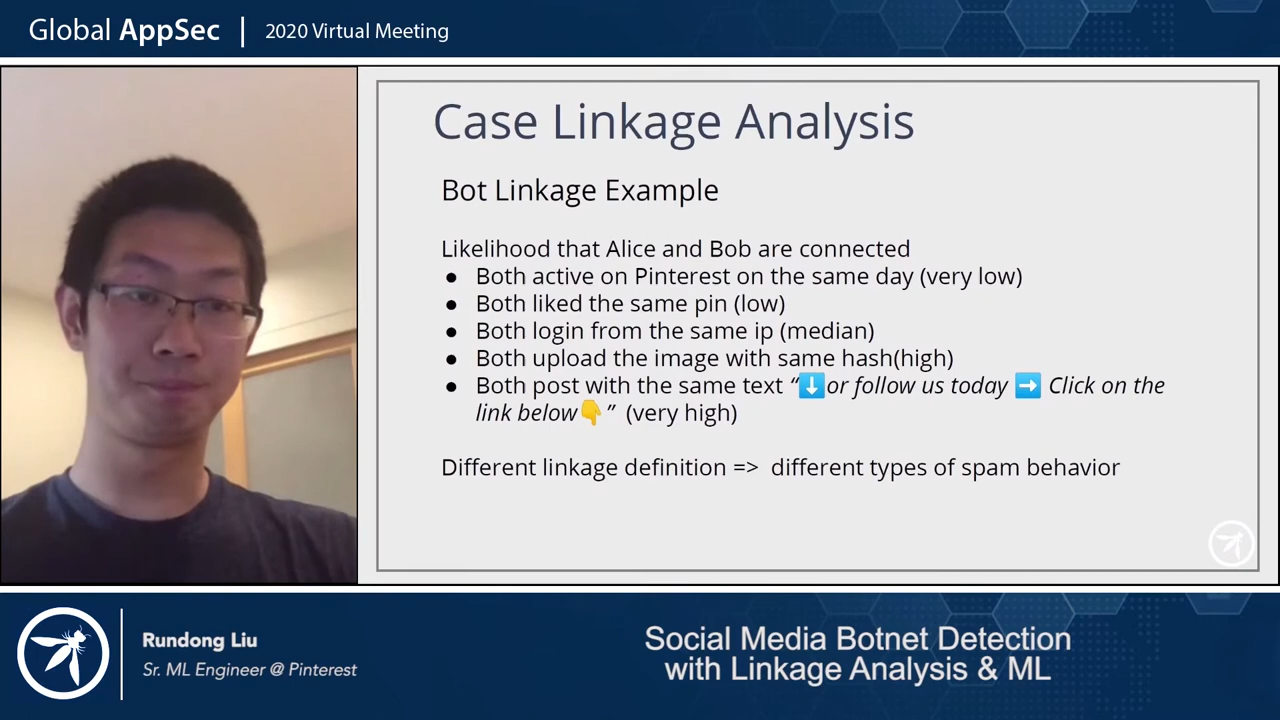 Global AppSec | 2020 Virtual Meeting
Case Linkage Analysis
Bot Linkage Example
Likelihood that Alice and Bob are connected
● Both active on Pinterest on the same day (very low)
● Both liked the same pin (low)
● Both login from the same ip (median)
● Both upload the image with same hash(high)
● Both post with the same text “⬇️or follow us today ➡️ Click on the
link below👇” (very high)
Different linkage definition => different types of spam behavior
Rundong Liu
Sr. ML Engineer @ Pinterest
Social Media Botnet Detection
with Linkage Analysis & ML